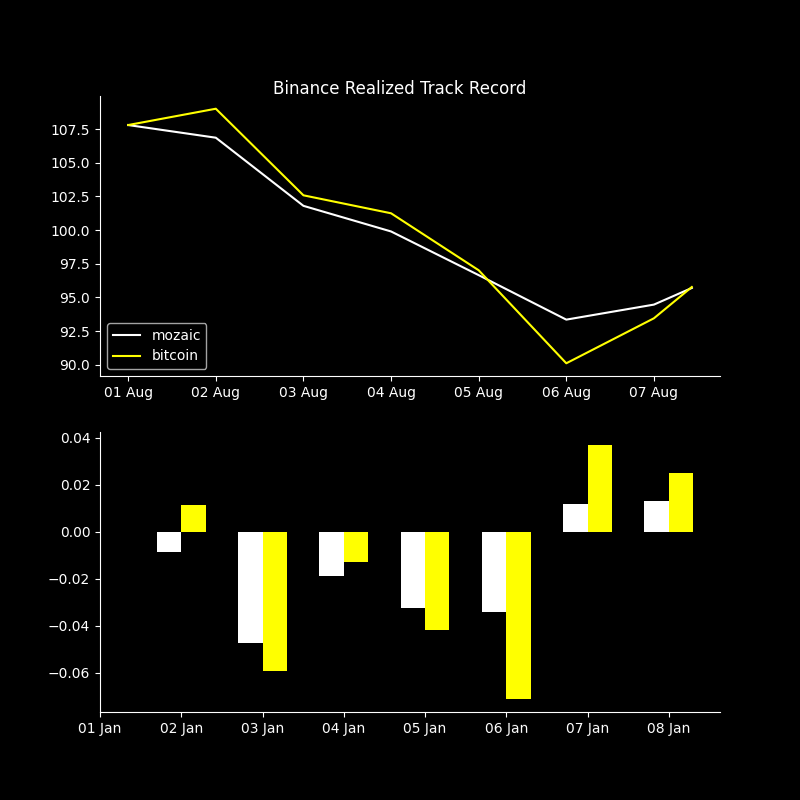 Binance Realized Track Record
107.5
105.0
102.5
100.0
97.5
95.0
92.5
90.0
mozaic
bitcoin
01 Aug 02 Aug 03 Aug 04 Aug 05 Aug 06 Aug 07 Aug
0.04
0.02
0.00
−0.02
−0.04
−0.06
01 Jan 02 Jan 03 Jan 04 Jan 05 Jan 06 Jan 07 Jan 08 Jan